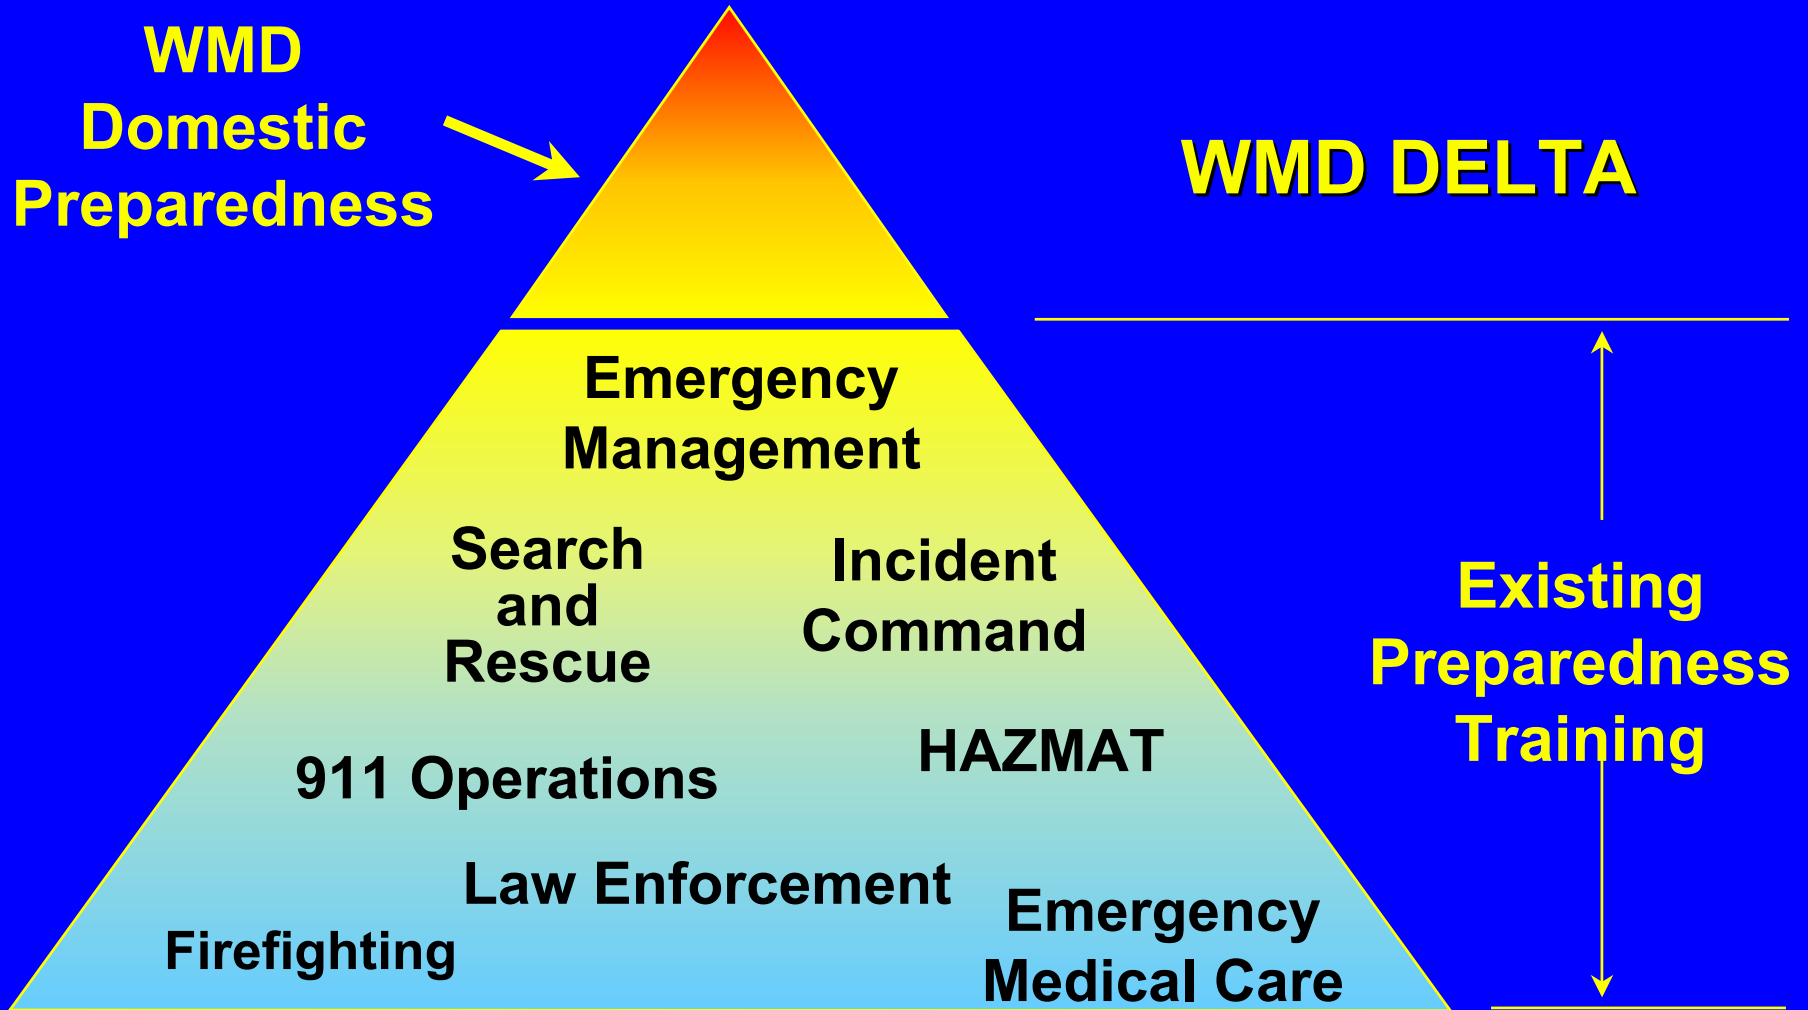 WMD
Domestic
Preparedness
WMD DELTA
Emergency
Management
Search
and
Rescue
Incident
Command
Existing
Preparedness
Training
911 Operations
HAZMAT
Law Enforcement
Firefighting
Emergency
Medical Care